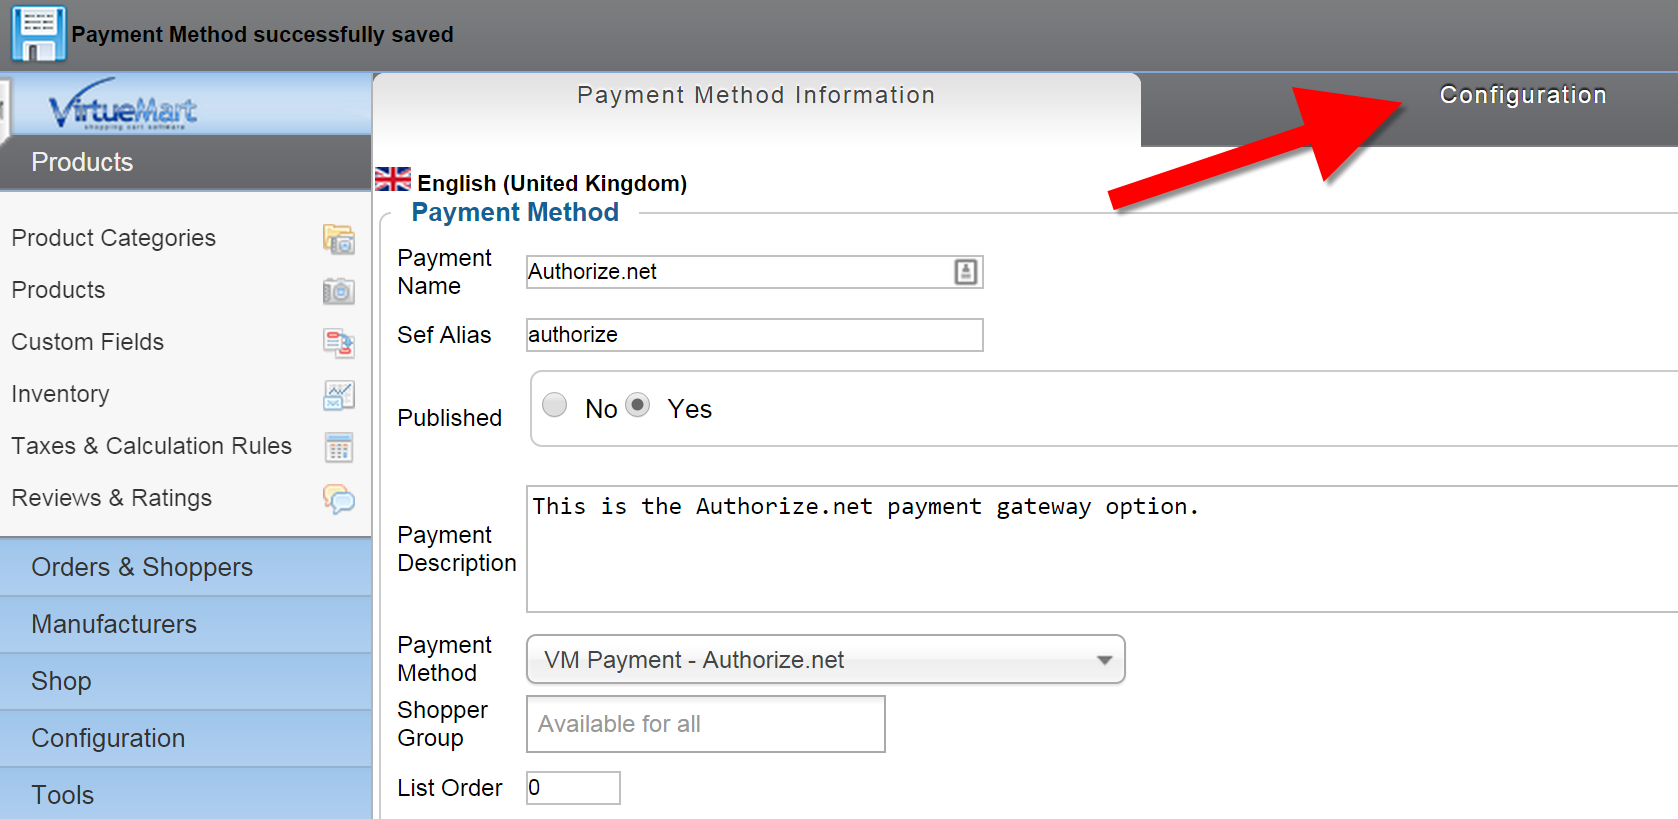 Payment Method successfully saved
VirtueMart
shopping cart software
Payment Method Information
Configuration
Products
Product Categories
Products
Custom Fields
Inventory
Taxes & Calculation Rules
Reviews & Ratings
Orders & Shoppers
Manufacturers
Shop
Configuration
Tools
English (United Kingdom)
Payment Method
Payment
Name
Authorize.net
Sef Alias
authorize
Published
No
Yes
Payment
Description
This is the Authorize.net payment gateway option.
Payment
Method
VM Payment - Authorize.net
Shopper
Group
Available for all
List Order
0